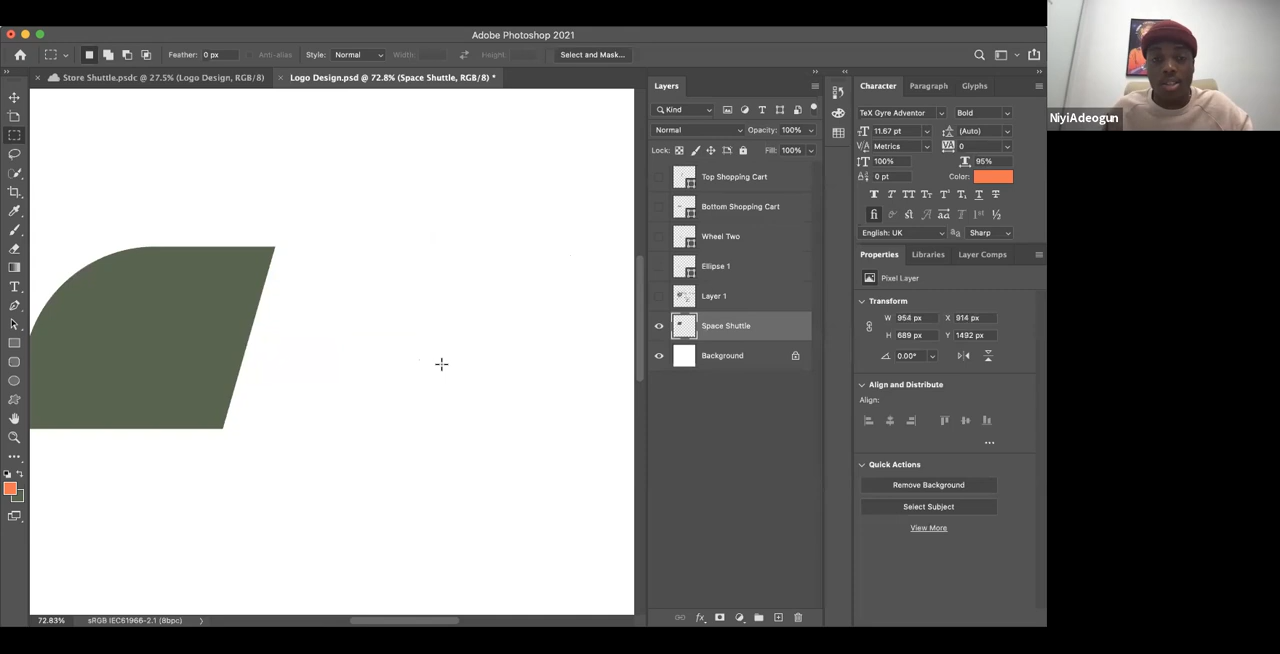 Adobe Photoshop 2021
Feather: 0 px
Anti-alias
Style: Normal
Width:
Height:
Select and Mask...
Store Shuttle.psdc @ 27.5% (Logo Design, RGB/8)
Logo Design.psd @ 72.8% (Space Shuttle, RGB/8) *
Layers
Kind
Normal
Opacity: 100%
Lock:
Fill: 100%
Top Shopping Cart
Bottom Shopping Cart
Wheel Two
Ellipse 1
Layer 1
Space Shuttle
Background
Character
Paragraph
Glyphs
TeX Gyre Adventor
Bold
11.67 pt
(Auto)
Metrics
0
100%
95%
0 pt
Color:
English: UK
Sharp
Properties
Libraries
Layer Comps
Pixel Layer
Transform
W 954 px
X 914 px
H 689 px
Y 1492 px
0.00°
Align and Distribute
Align:
Quick Actions
Remove Background
Select Subject
View More
72.83%
sRGB IEC61966-2.1 (8bpc)
NiyiAdeogun